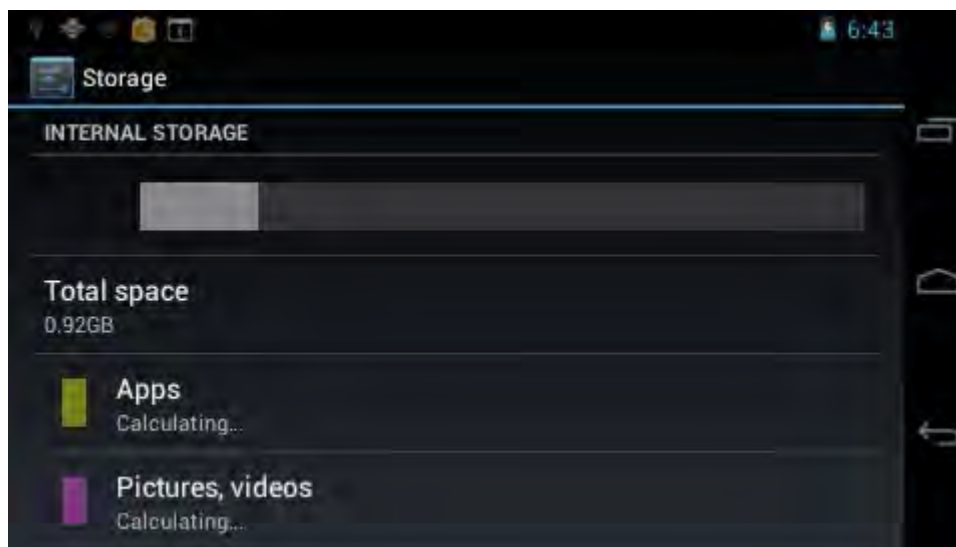 6:43
Storage
INTERNAL STORAGE
Total space
0.92GB
Apps
Calculating...
Pictures, videos
Calculating...